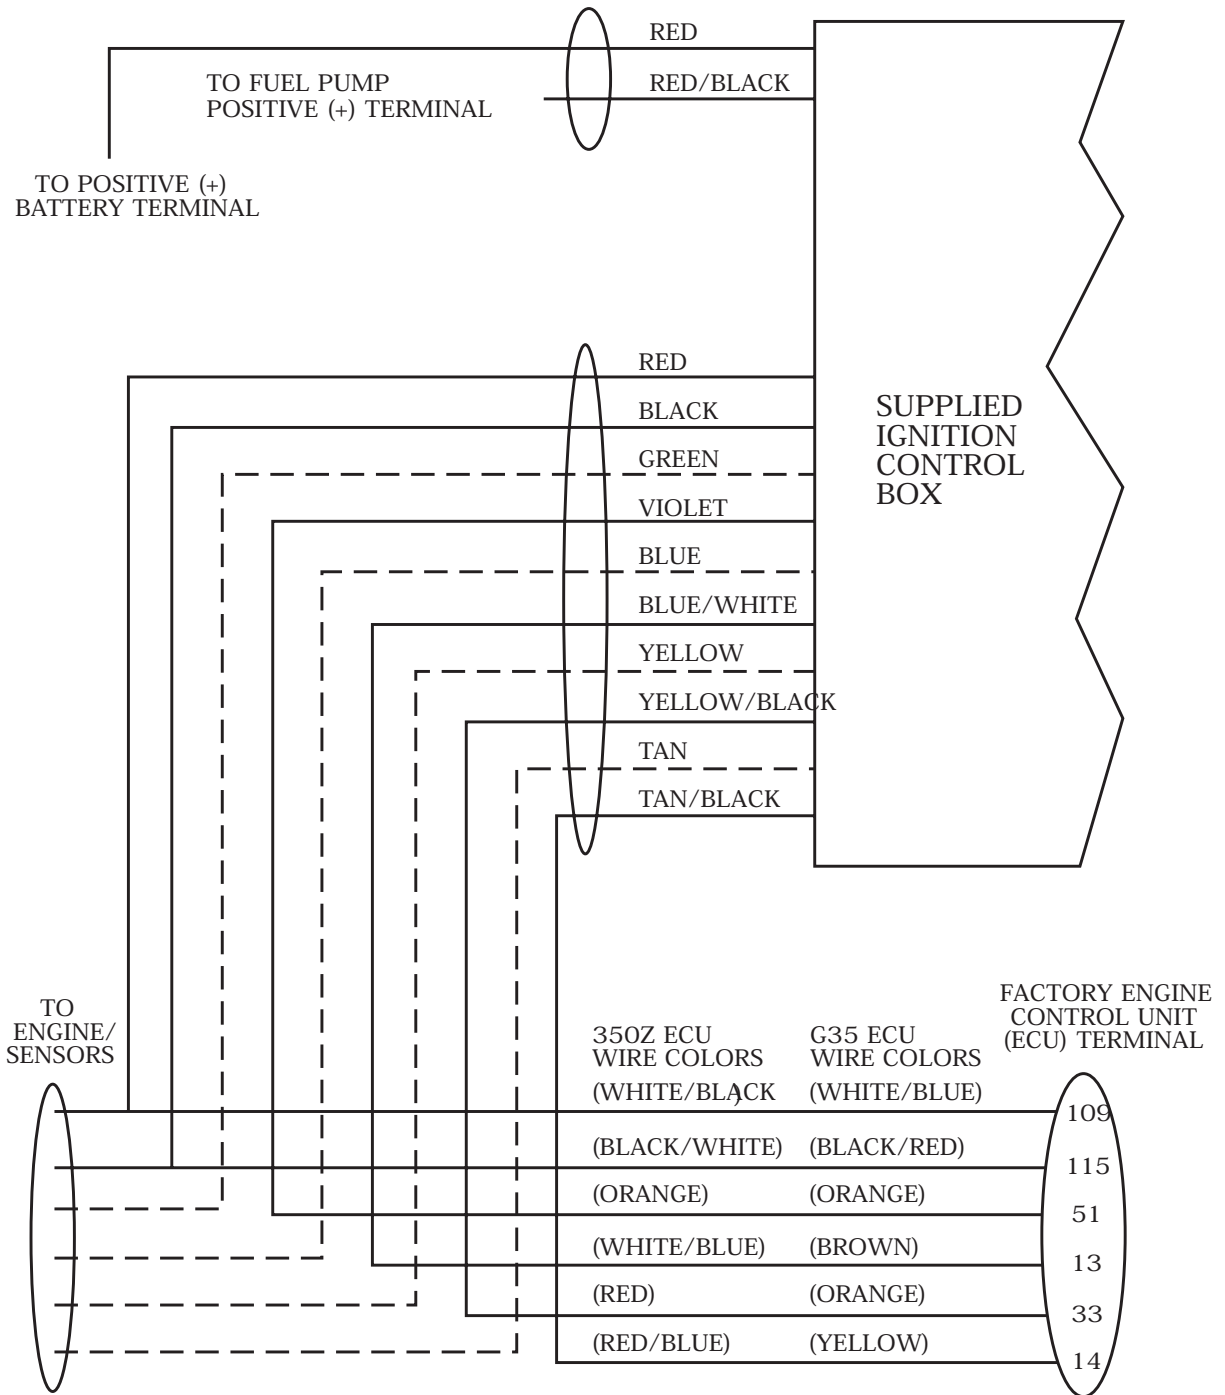 RED
TO FUEL PUMP
POSITIVE (+) TERMINAL
RED/BLACK
TO POSITIVE (+)
BATTERY TERMINAL
RED
BLACK
GREEN
VIOLET
BLUE
BLUE/WHITE
YELLOW
YELLOW/BLACK
TAN
TAN/BLACK
SUPPLIED
IGNITION
CONTROL
BOX
TO
ENGINE/
SENSORS
350Z ECU
WIRE COLORS
G35 ECU
WIRE COLORS
FACTORY ENGINE
CONTROL UNIT
(ECU) TERMINAL
(WHITE/BLACK) (WHITE/BLUE) 109
(BLACK/WHITE) (BLACK/RED) 115
(ORANGE) (ORANGE) 51
(WHITE/BLUE) (BROWN) 13
(RED) (ORANGE) 33
(RED/BLUE) (YELLOW) 14